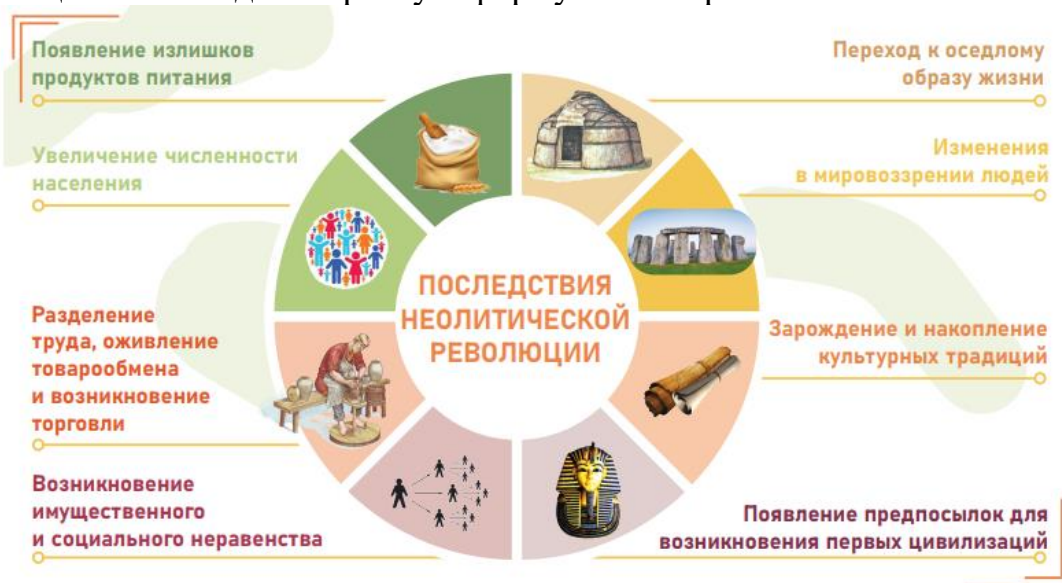 Появление излишков
продуктов питания
Увеличение численности
населения
Разделение
труда, оживление
товарообмена
и возникновение
торговли
Возникновение
имущественного
и социального неравенства
ПОСЛЕДСТВИЯ
НЕОЛИТИЧЕСКОЙ
РЕВОЛЮЦИИ
Переход к оседлому
образу жизни
Изменения
в мировоззрении людей
Зарождение и накопление
культурных традиций
Появление предпосылок для
возникновения первых цивилизаций